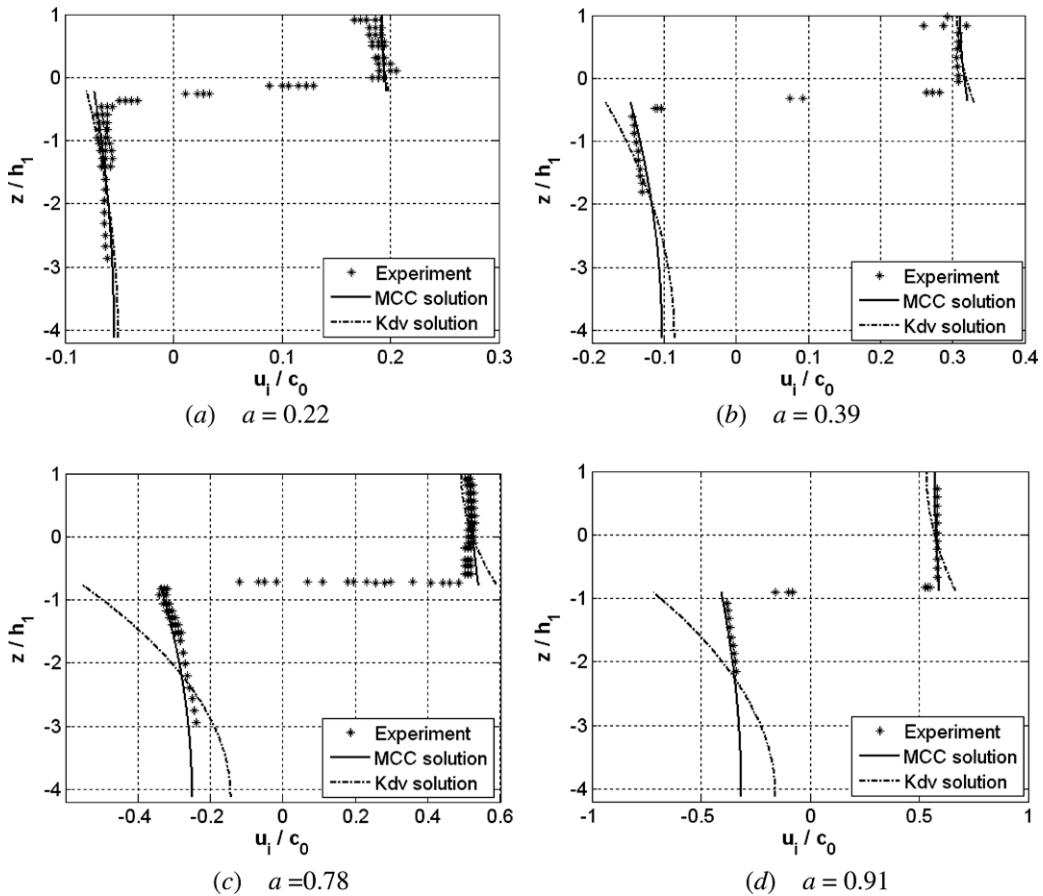 1
0
-1
-2
-3
-4
z / h1
-0.1
0
0.1
0.2
0.3
ui / c0
Experiment
MCC solution
Kdv solution
(a) a = 0.22
1
0
-1
-2
-3
-4
z / h1
-0.2
-0.1
0
0.1
0.2
0.3
0.4
ui / c0
Experiment
MCC solution
Kdv solution
(b) a = 0.39
1
0
-1
-2
-3
-4
z / h1
-0.4
-0.2
0
0.2
0.4
0.6
ui / c0
Experiment
MCC solution
Kdv solution
(c) a =0.78
1
0
-1
-2
-3
-4
z / h1
-1
-0.5
0
0.5
1
ui / c0
Experiment
MCC solution
Kdv solution
(d) a = 0.91